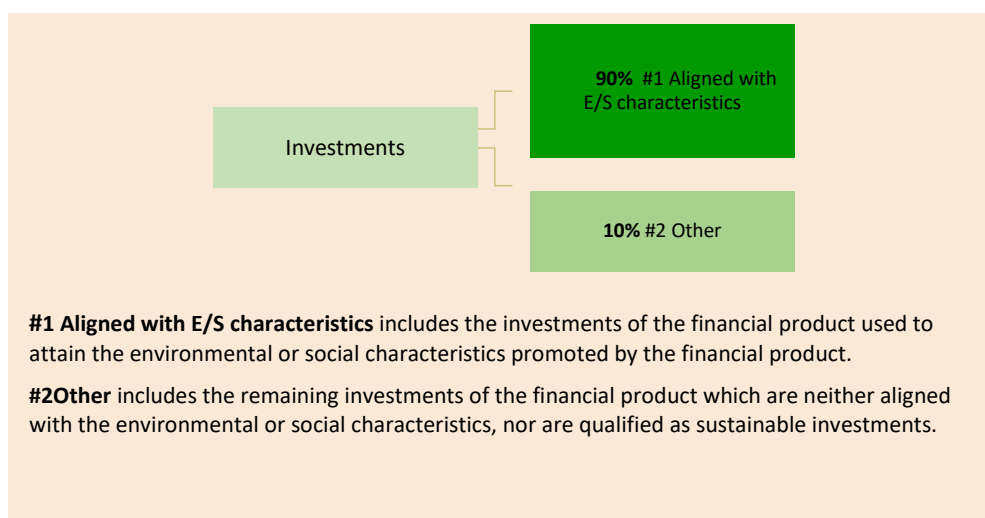 90% #1 Aligned with
E/S characteristics
Investments
10% #2 Other
#1 Aligned with E/S characteristics includes the investments of the financial product used to
attain the environmental or social characteristics promoted by the financial product.
#2Other includes the remaining investments of the financial product which are neither aligned
with the environmental or social characteristics, nor are qualified as sustainable investments.